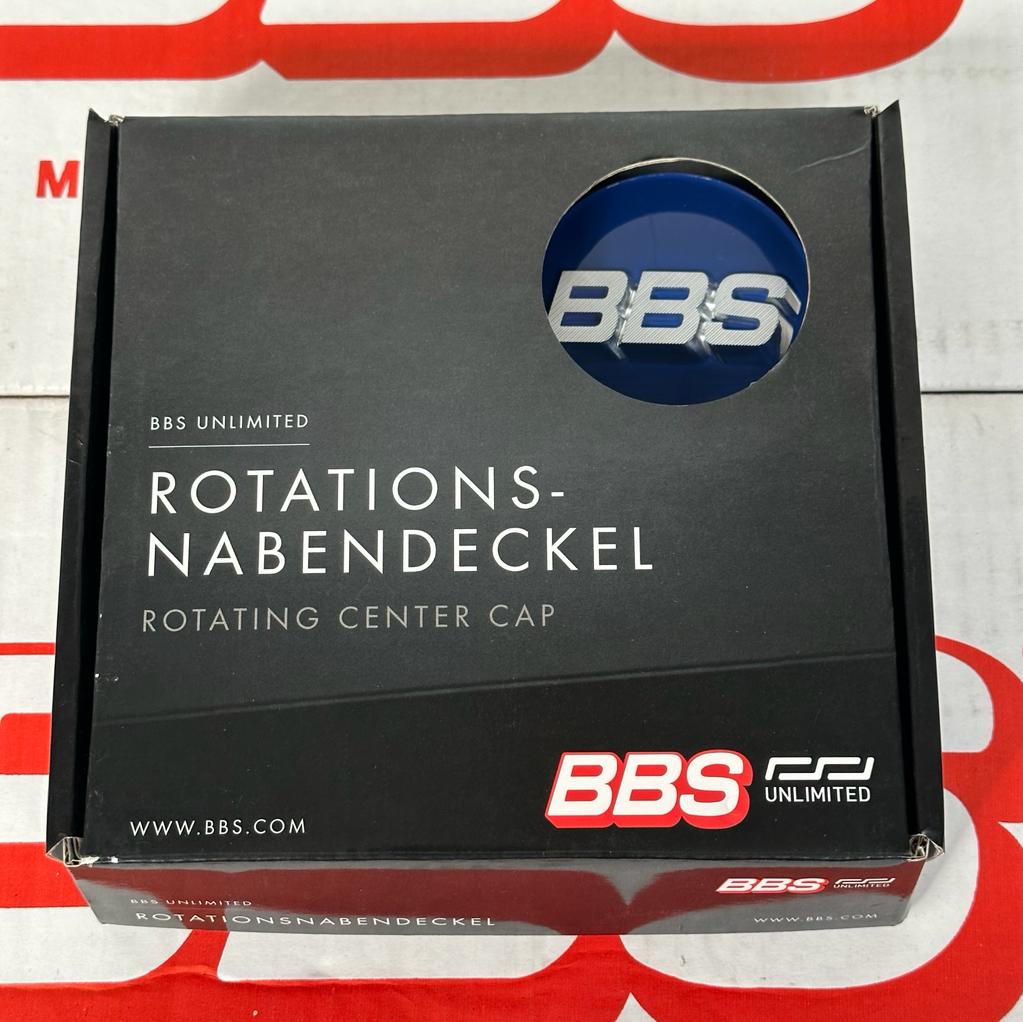 M
BBS
BBS UNLIMITED
ROTATIONS-
NABENDECKEL
ROTATING CENTER CAP
BBS UNLIMITED
WWW.BBS.COM
BBS UNLIMITED
BBS UNLIMITED
ROTATIONSNABENDECKEL
WWW.BBS.COM